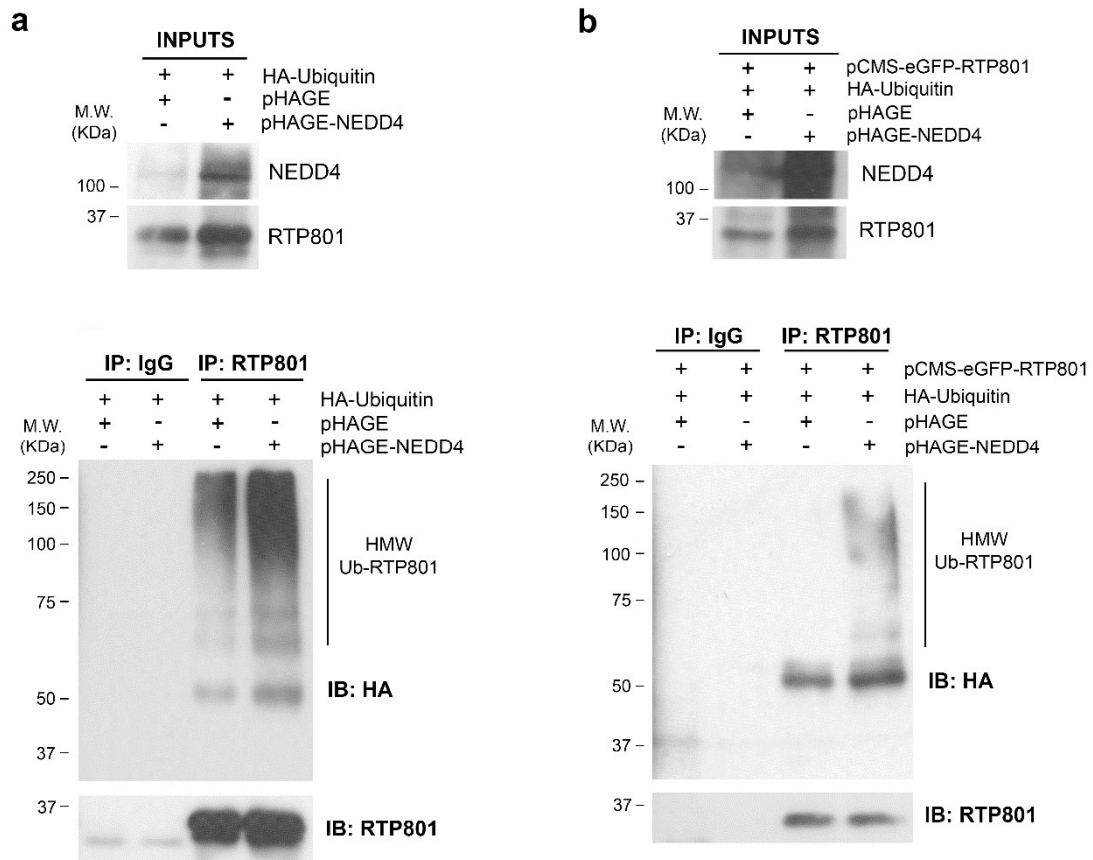 a
INPUTS
+ + HA-Ubiquitin
+ - pHAGE
- + pHAGE-NEDD4
M.W.
(KDa)
NEDD4
100 –
37 –
RTP801
IP: IgG IP: RTP801
+ + + + HA-Ubiquitin
+ - + - pHAGE
- + - + pHAGE-NEDD4
M.W.
(KDa)
250 –
150 –
100 –
75 –
50 –
37 –
HMW
Ub-RTP801
IB: HA
37 –
IB: RTP801
b
INPUTS
+ + pCMS-eGFP-RTP801
+ + HA-Ubiquitin
+ - pHAGE
- + pHAGE-NEDD4
M.W.
(KDa)
NEDD4
100 –
37 –
RTP801
IP: IgG IP: RTP801
+ + + + pCMS-eGFP-RTP801
+ + + + HA-Ubiquitin
+ - + - pHAGE
- + - + pHAGE-NEDD4
M.W.
(KDa)
250 –
150 –
100 –
75 –
50 –
37 –
HMW
Ub-RTP801
IB: HA
37 –
IB: RTP801